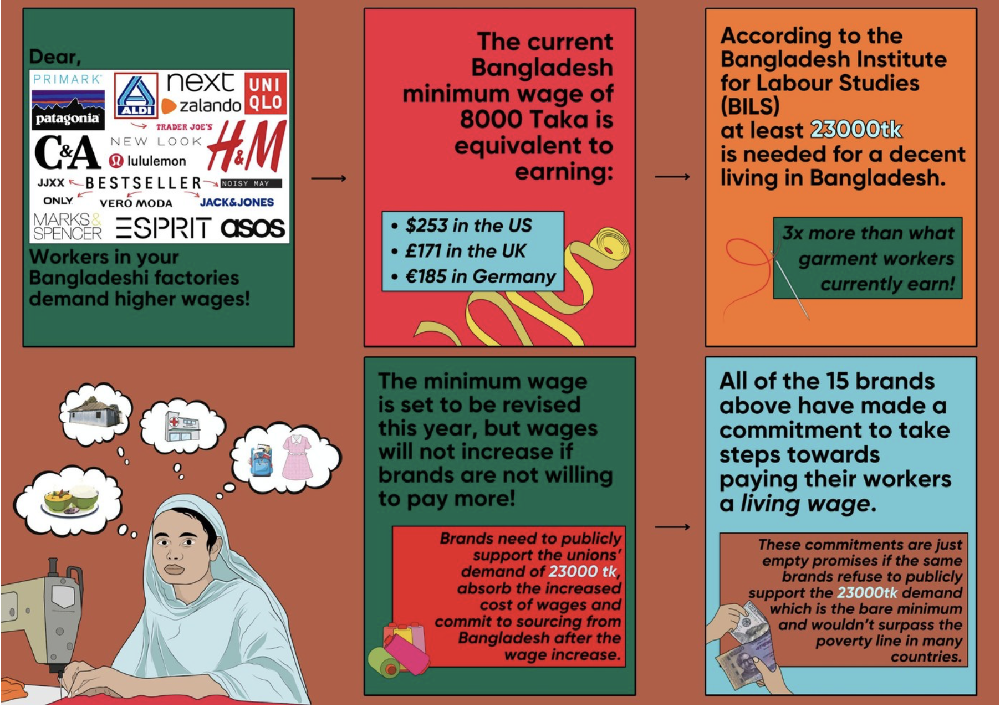 Dear,
PRIMARK
ALDI
next
UNI
QLO
zalando
patagonia
TRADER JOE'S
C&A
NEW LOOK
H&M
lululemon
JJXX
BESTSELLER
NOISY MAY
ONLY
VERO MODA
JACK&JONES
MARKS&
SPENCER
ESPRIT
asos
Workers in your
Bangladeshi factories
demand higher wages!
The current
Bangladesh
minimum wage of
8000 Taka is
equivalent to
earning:
• $253 in the US
• £171 in the UK
• €185 in Germany
According to the
Bangladesh Institute
for Labour Studies
(BILS)
at least 23000tk
is needed for a decent
living in Bangladesh.
3x more than what
garment workers
currently earn!
The minimum wage
is set to be revised
this year, but wages
will not increase if
brands are not willing
to pay more!
Brands need to publicly
support the unions'
demand of 23000 tk,
absorb the increased
cost of wages and
commit to sourcing from
Bangladesh after the
wage increase.
All of the 15 brands
above have made a
commitment to take
steps towards
paying their workers
a living wage.
These commitments are just
empty promises if the same
brands refuse to publicly
support the 23000tk demand
which is the bare minimum
and wouldn't surpass the
poverty line in many
countries.